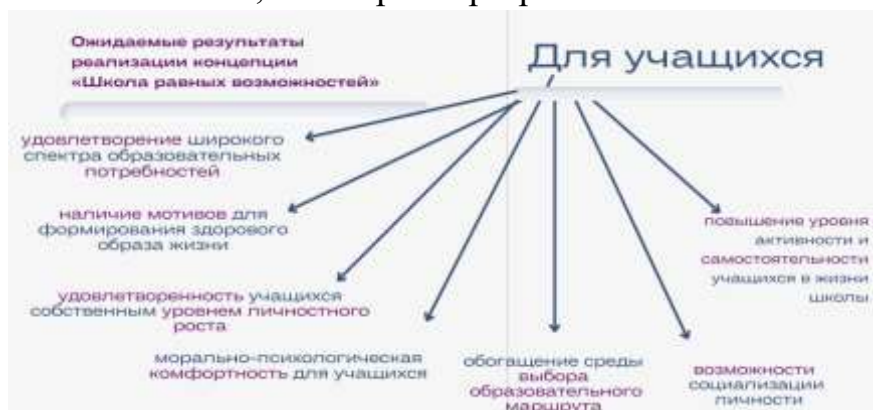 Ожидаемые результаты
реализации концепции
«Школа равных возможностей»
Для учащихся
удовлетворение широкого
спектра образовательных
потребностей
наличие мотивов для
формирования здорового
образа жизни
удовлетворенность учащихся
собственным уровнем личностного
роста
морально-психологическая
комфортность для учащихся
обогащение среды
выбора
образовательного
маршрута
возможности
социализации
личности
повышение уровня
активности и
самостоятельности
учащихся в жизни
школы